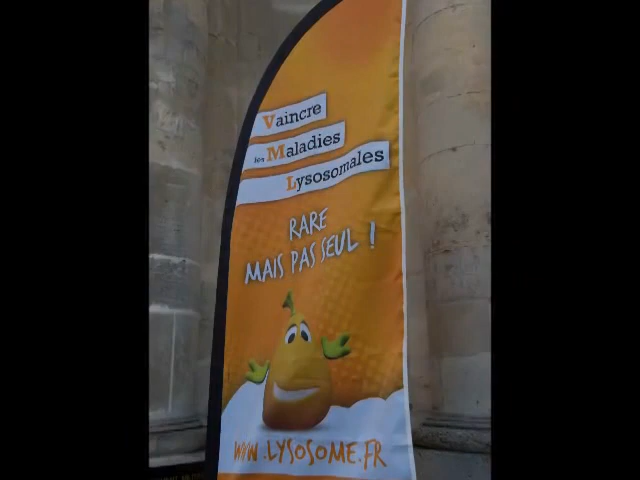 Vaincre
les Maladies
Lysosomales
RARE
MAIS PAS SEUL !
WWW.LYSOSOME.FR